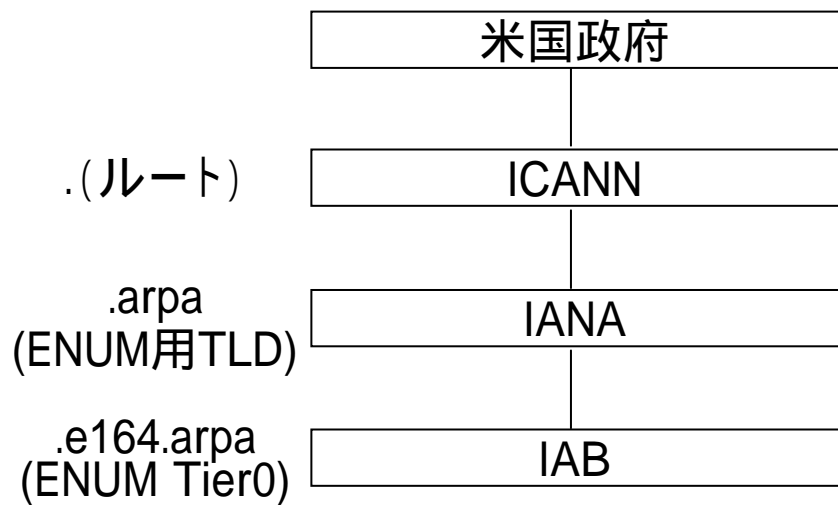 米国政府
.(ルート)
ICANN
.arpa
(ENUM用TLD)
IANA
.e164.arpa
(ENUM Tier0)
IAB